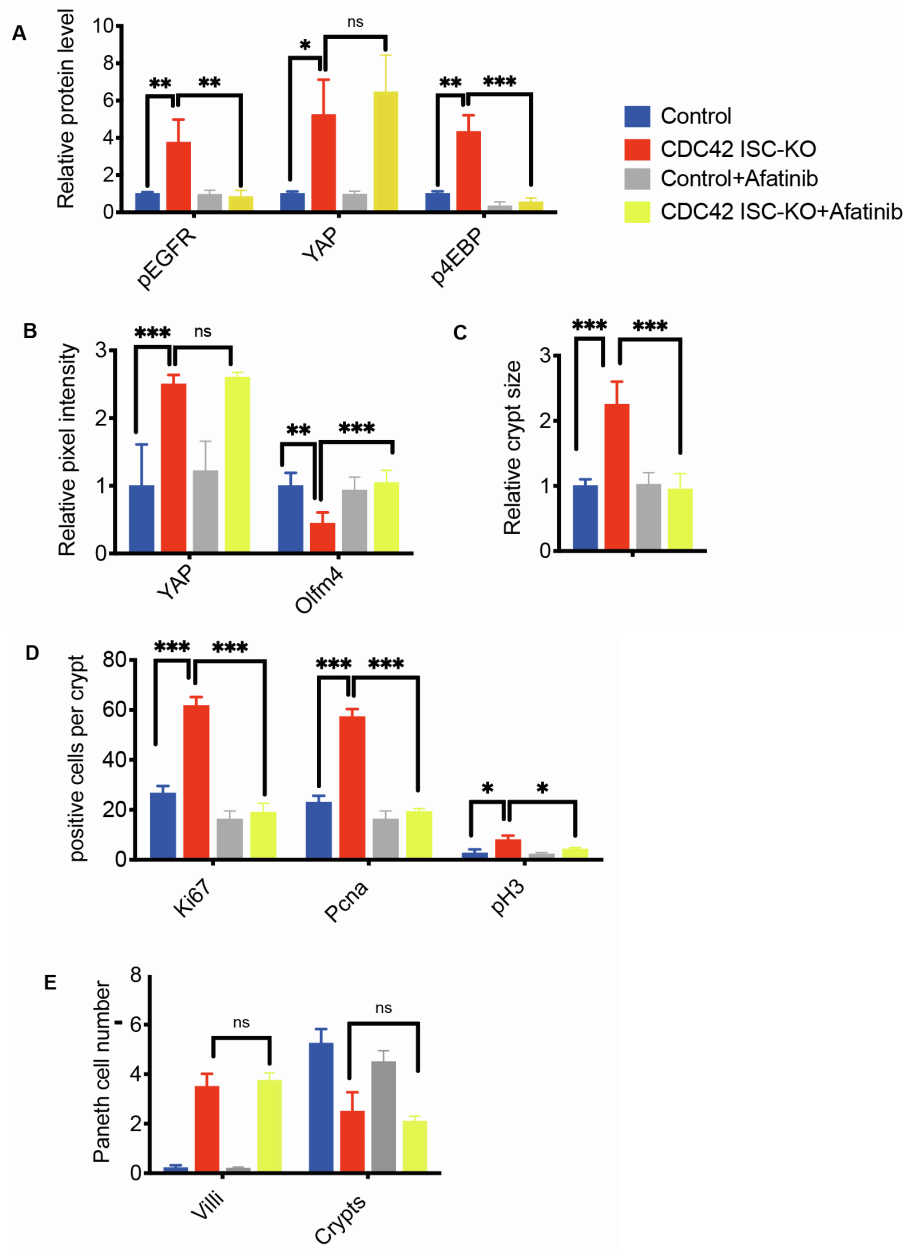 A
Relative protein level
10
8
6
4
2
0
** ** * ns ** ***
pEGFR YAP p4EBP
Control
CDC42 ISC-KO
Control+Afatinib
CDC42 ISC-KO+Afatinib
B
Relative pixel intensity
3
2
1
0
*** ns ** ***
YAP Olfm4
C
Relative crypt size
3
2
1
0
*** ***
D
positive cells per crypt
80
60
40
20
0
*** *** *** *** * *
Ki67 Pcna pH3
E
Paneth cell number
8
6
4
2
0
ns ns
Villi Crypts